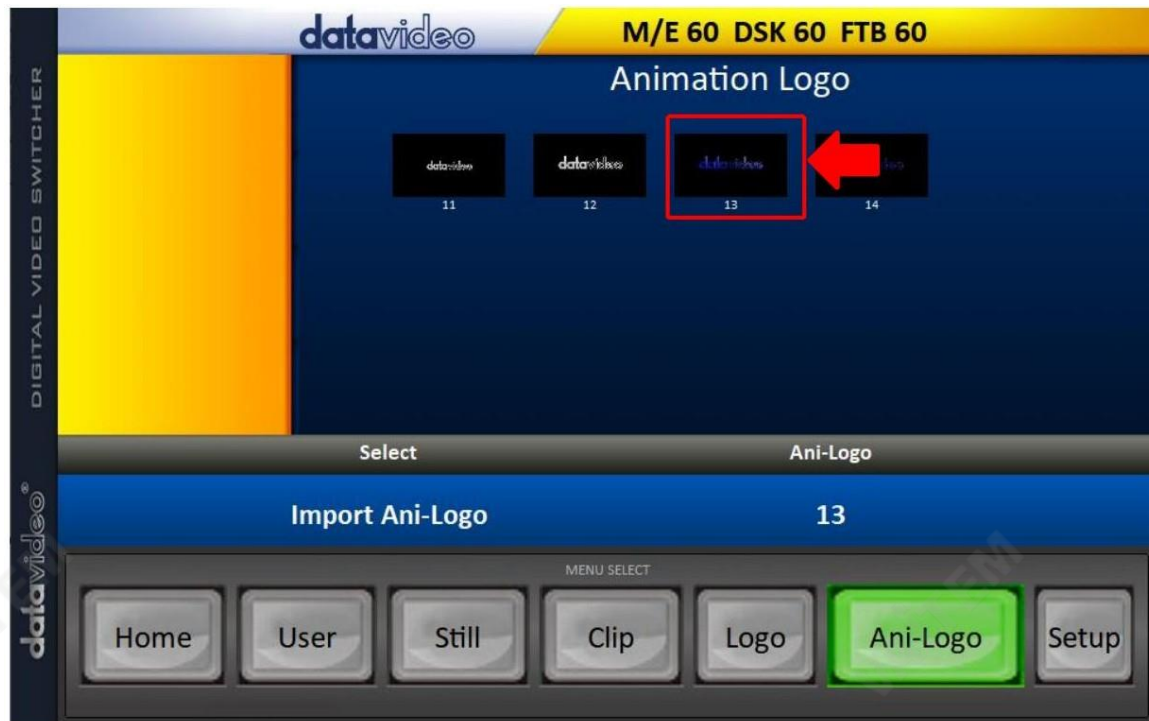 datavideo
M/E 60 DSK 60 FTB 60
DIGITAL VIDEO SWITCHER
Animation Logo
datavideo
datavideo
datavideo
11
12
13
14
Select
Ani-Logo
Import Ani-Logo
13
datavideo®
MENU SELECT
Home
User
Still
Clip
Logo
Ani-Logo
Setup